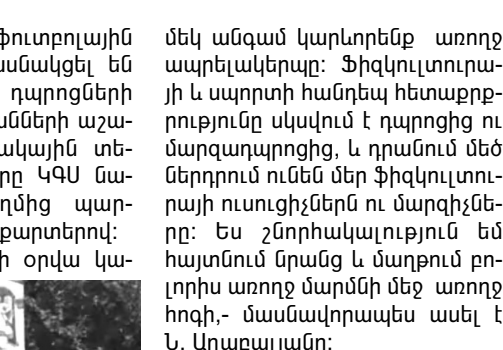 ֆուտբոլային
ասնակցել են
դպրոցների
աշա-
ակային տե-
րը ԿԳՍ նա-
ղմից պար-
քարտերով:
ի օրվա կա-
մեկ անգամ կարևորենք առողջ
ապրելակերպը: Ֆիզկուլտուրա-
յի և սպորտի հանդեպ հետաքրք-
րությունը սկսվում է դպրոցից ու
մարզադպրոցից, և դրանում մեծ
ներդրում ունեն մեր ֆիզկուլտու-
րայի ուսուցիչներն ու մարզիչնե-
րը: Ես շնորհակալություն եմ
հայտնում նրանց և մաղթում բո-
լորիս առողջ մարմնի մեջ առողջ
հոգի,- մասնավորապես ասել է
Ն. Աղաբալյանը: